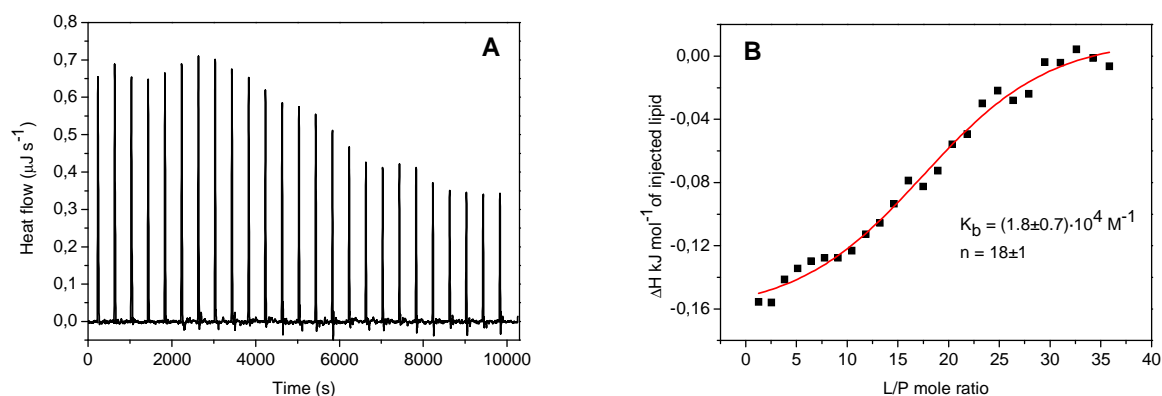 A
0,8
0,7
0,6
0,5
0,4
0,3
0,2
0,1
0,0
Heat flow (μJ s⁻¹)
0 2000 4000 6000 8000 10000
Time (s)
B
0,00
-0,04
-0,08
-0,12
-0,16
ΔH kJ mol⁻¹ of injected lipid
K_b = (1.8±0.7)·10⁴ M⁻¹
n = 18±1
0 5 10 15 20 25 30 35 40
L/P mole ratio